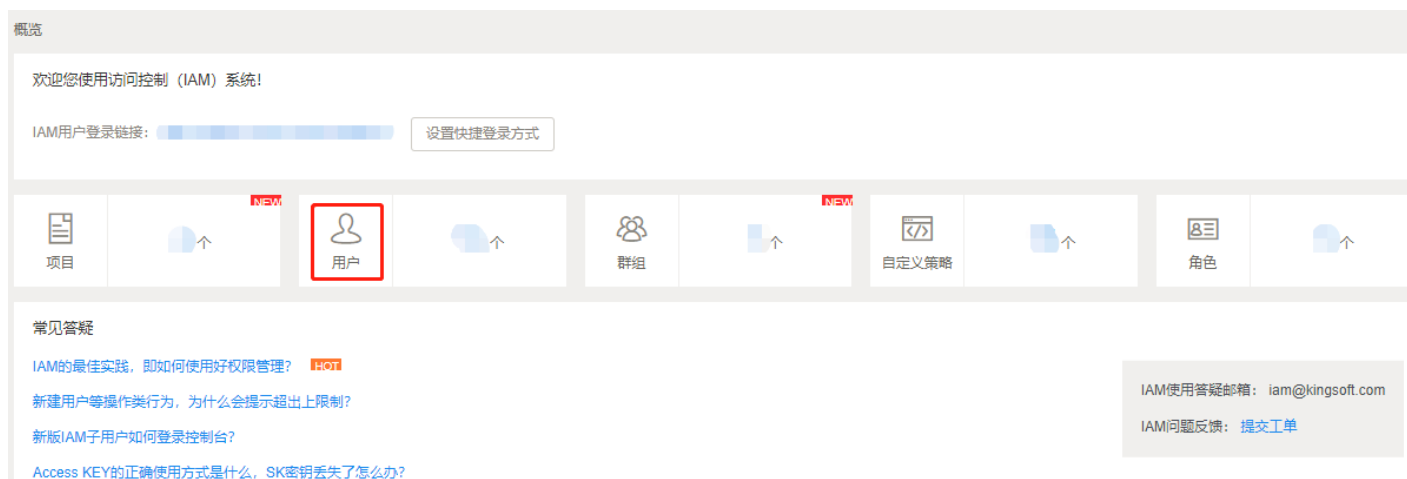 概览
欢迎您使用访问控制（IAM）系统!
IAM用户登录链接：
设置快捷登录方式
NEW
项目
个
用户
个
NEW
群组
个
自定义策略
个
角色
个
常见答疑
IAM的最佳实践，即如何使用好权限管理?
HOT
新建用户等操作类行为，为什么会提示超出上限制?
新版IAM子用户如何登录控制台?
Access KEY的正确使用方式是什么，SK密钥丢失了怎么办?
IAM使用答疑邮箱： iam@kingsoft.com
IAM问题反馈： 提交工单